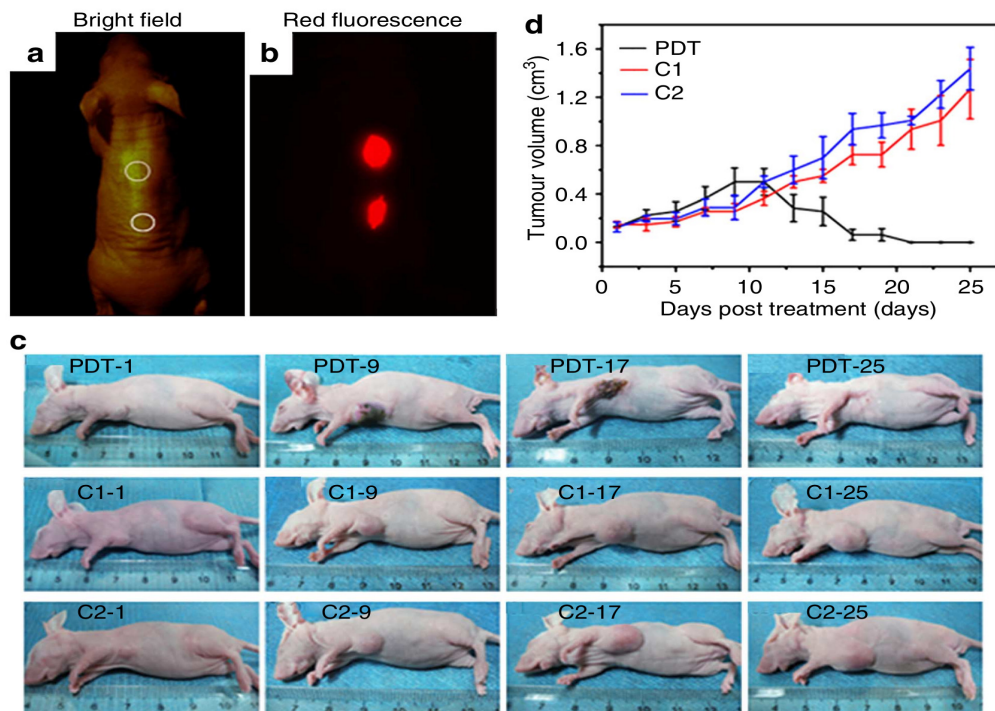 Bright field
Red fluorescence
a
b
d
PDT
C1
C2
Tumour volume (cm³)
1.6
1.2
0.8
0.4
0.0
0 5 10 15 20 25
Days post treatment (days)
c
PDT-1 PDT-9 PDT-17 PDT-25
C1-1 C1-9 C1-17 C1-25
C2-1 C2-9 C2-17 C2-25